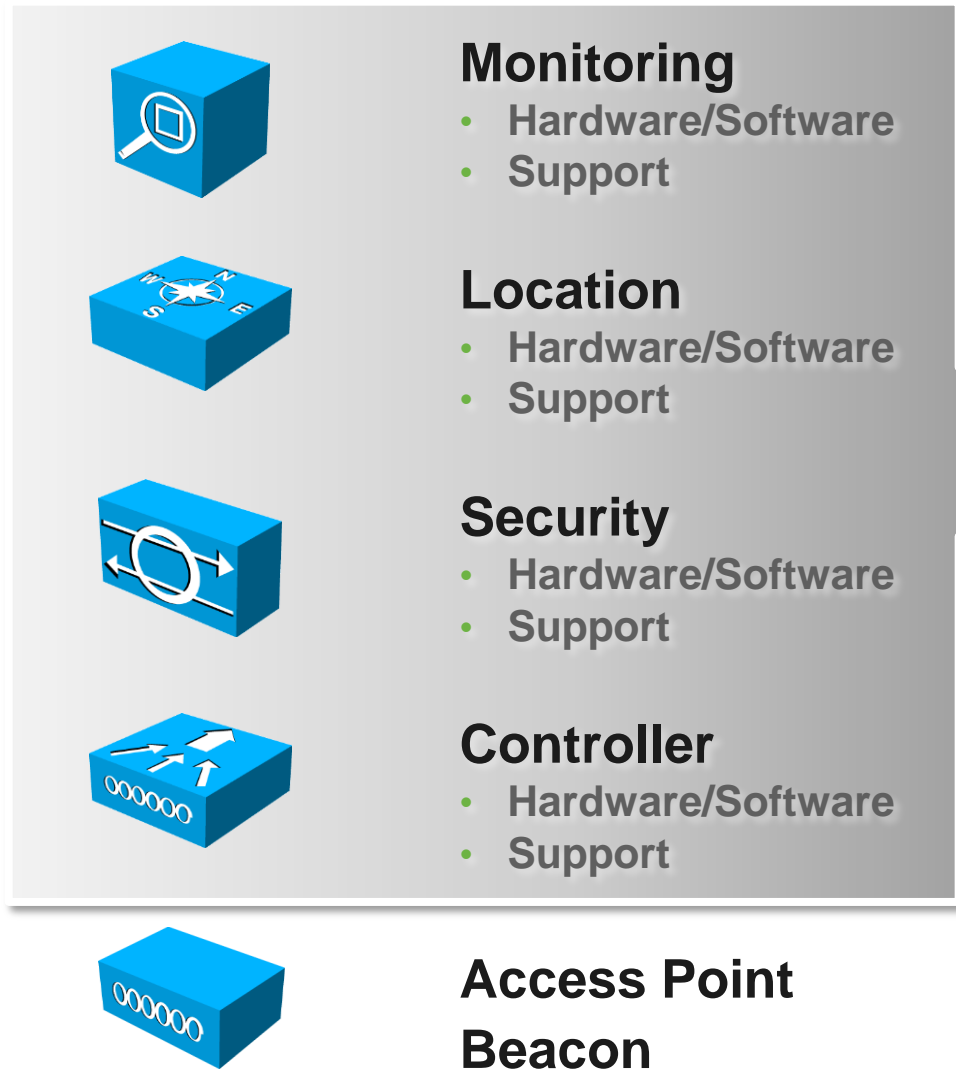 Monitoring
• Hardware/Software
• Support
W N
S E
Location
• Hardware/Software
• Support
Security
• Hardware/Software
• Support
Controller
• Hardware/Software
• Support
Access Point
Beacon